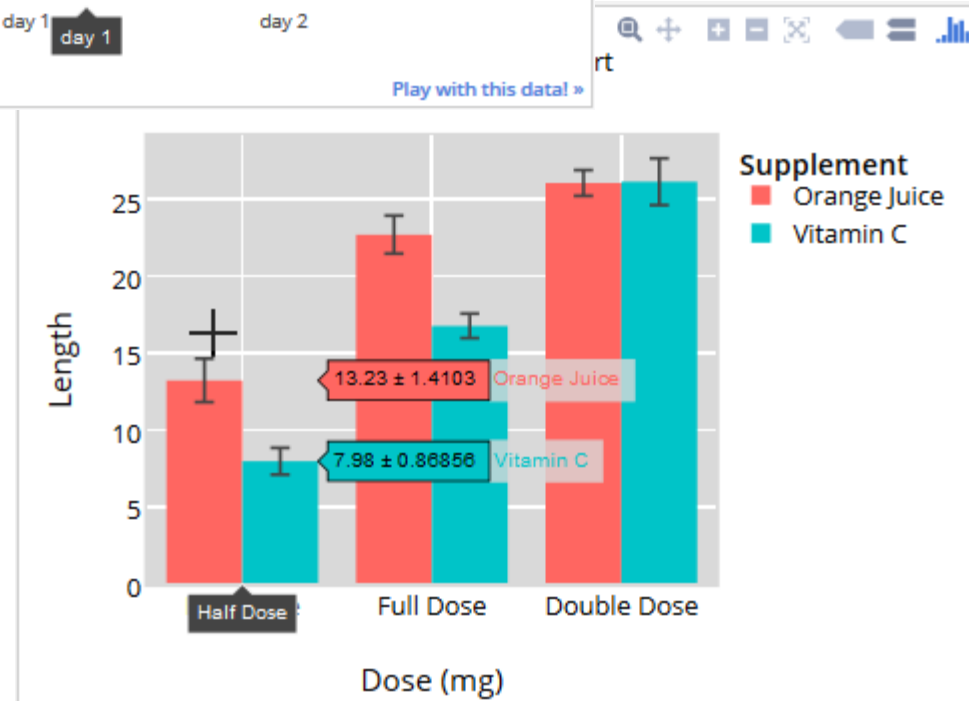 day 1
day 2
day 1
Play with this data! »
rt
Supplement
Orange Juice
Vitamin C
25
20
15
10
5
0
Length
13.23 ± 1.4103 Orange Juice
7.98 ± 0.86856 Vitamin C
Half Dose
Full Dose
Double Dose
Dose (mg)